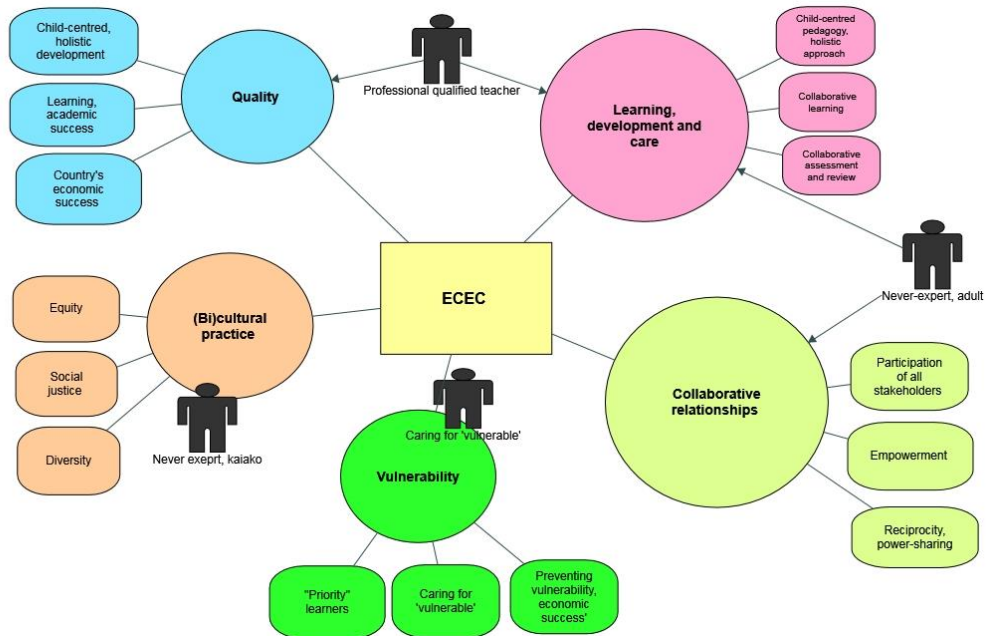 Child-centred,
holistic
development
Learning,
academic
success
Country's
economic
success
Quality
Professional qualified teacher
Learning,
development and
care
Child-centred
pedagogy,
holistic
approach
Collaborative
learning
Collaborative
assessment
and review
Never-expert, adult
ECEC
Equity
Social
justice
Diversity
(Bi)cultural
practice
Never exeprt, kaiako
Caring for 'vulnerable'
Vulnerability
"Priority"
learners
Caring for
'vulnerable'
Preventing
vulnerability,
economic
success'
Collaborative
relationships
Participation
of all
stakeholders
Empowerment
Reciprocity,
power-sharing